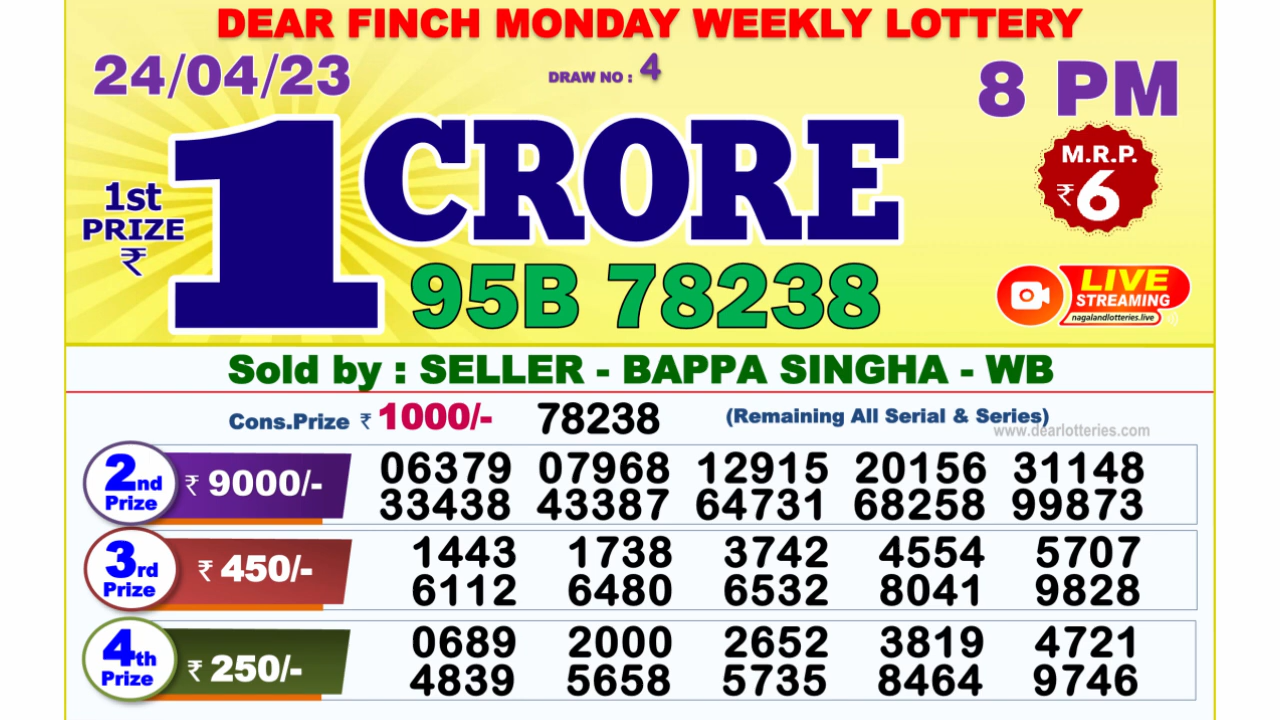 DEAR FINCH MONDAY WEEKLY LOTTERY
24/04/23
DRAW NO : 4
8 PM
1st
PRIZE
₹
1 CRORE
M.R.P.
₹ 6
95B 78238
LIVE
STREAMING
nagalandlotteries.live
Sold by : SELLER - BAPPA SINGHA - WB
Cons.Prize ₹ 1000/- 78238 (Remaining All Serial & Series)
www.dearlotteries.com
2nd
Prize
₹ 9000/-
06379 07968 12915 20156 31148
33438 43387 64731 68258 99873
3rd
Prize
₹ 450/-
1443 1738 3742 4554 5707
6112 6480 6532 8041 9828
4th
Prize
₹ 250/-
0689 2000 2652 3819 4721
4839 5658 5735 8464 9746